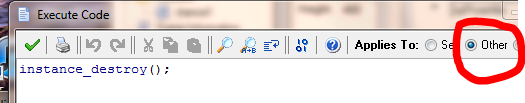 Execute Code
Applies To: Se Other
instance_destroy();